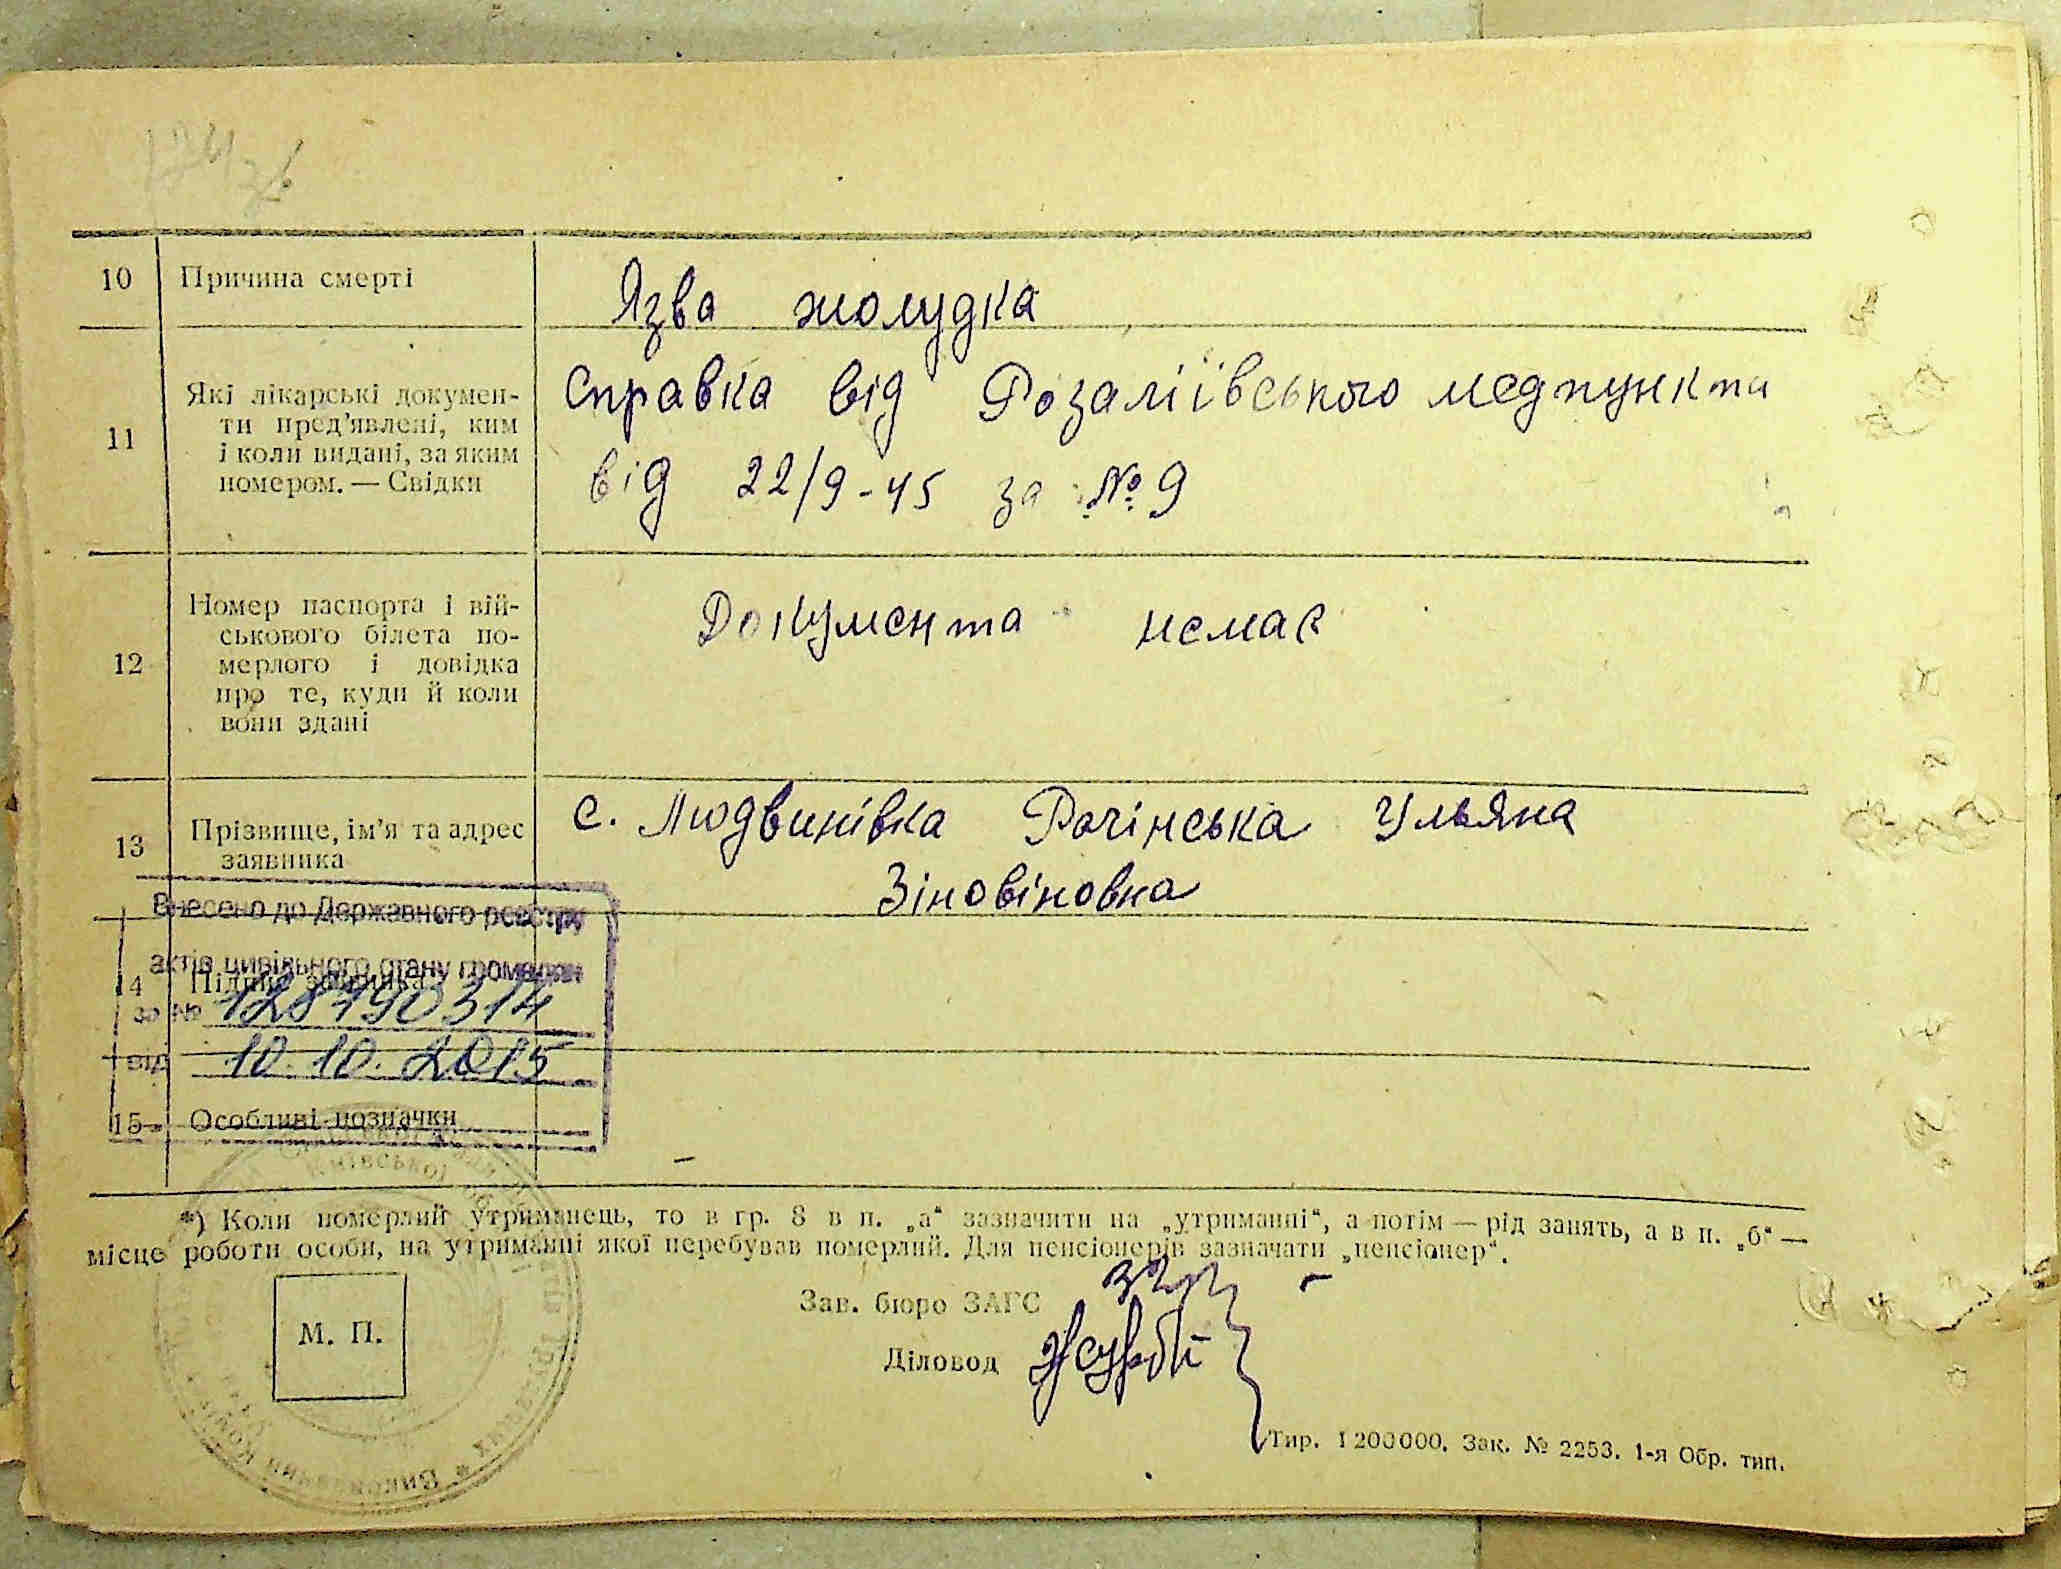 10 Причина смерті
Язва жолудка
11 Які лікарські докумен-
ти пред’явлені, ким
і коли видані, за яким
номером. — Свідки
Справка від Розаліївського медпункта
від 22/9-45 за №9
12 Номер паспорта і вій-
ськового білета по-
мерлого і довідка
про те, куди й коли
вони здані
Документа немає
13 Прізвище, ім’я та адрес
заявника
с. Людвинівка Рачінська Ульяна
Зіновіновна
Внесено до Державного реєстру
актів цивільного стану громадян
14 Підпис заявника
за № 128190314
від 10.10.2015
15 Особливі позначки
—
*) Коли померлий утриманець, то в гр. 8 в п. „а“ зазначити на „утриманні“, а потім — рід занять, а в п. „б“ —
місце роботи особи, на утриманні якої перебував померлий. Для пенсіонерів зазначати „пенсіонер“.
М. П.
Зав. бюро ЗАГС
Діловод
Тир. 1200000. Зак. № 2253. 1-я Обр. тип.
Київської
Виконавчий Комітет